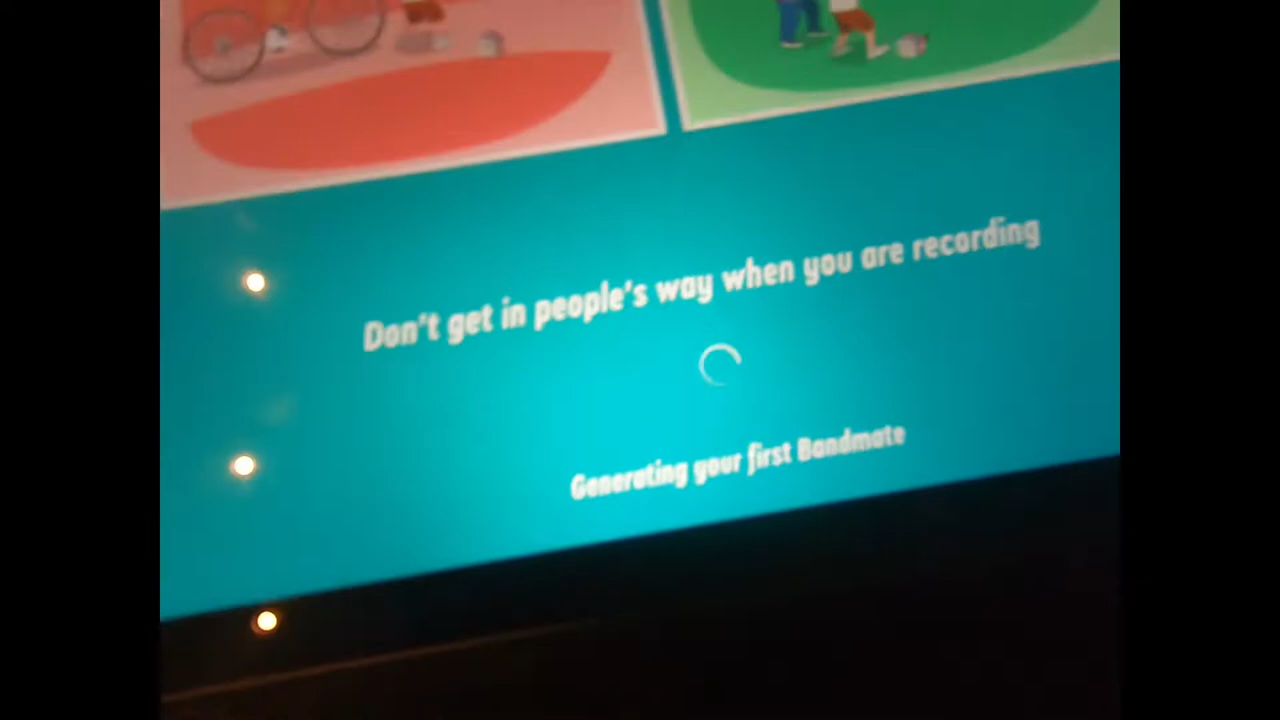 Don't get in people's way when you are recording
Generating your first Bandmate